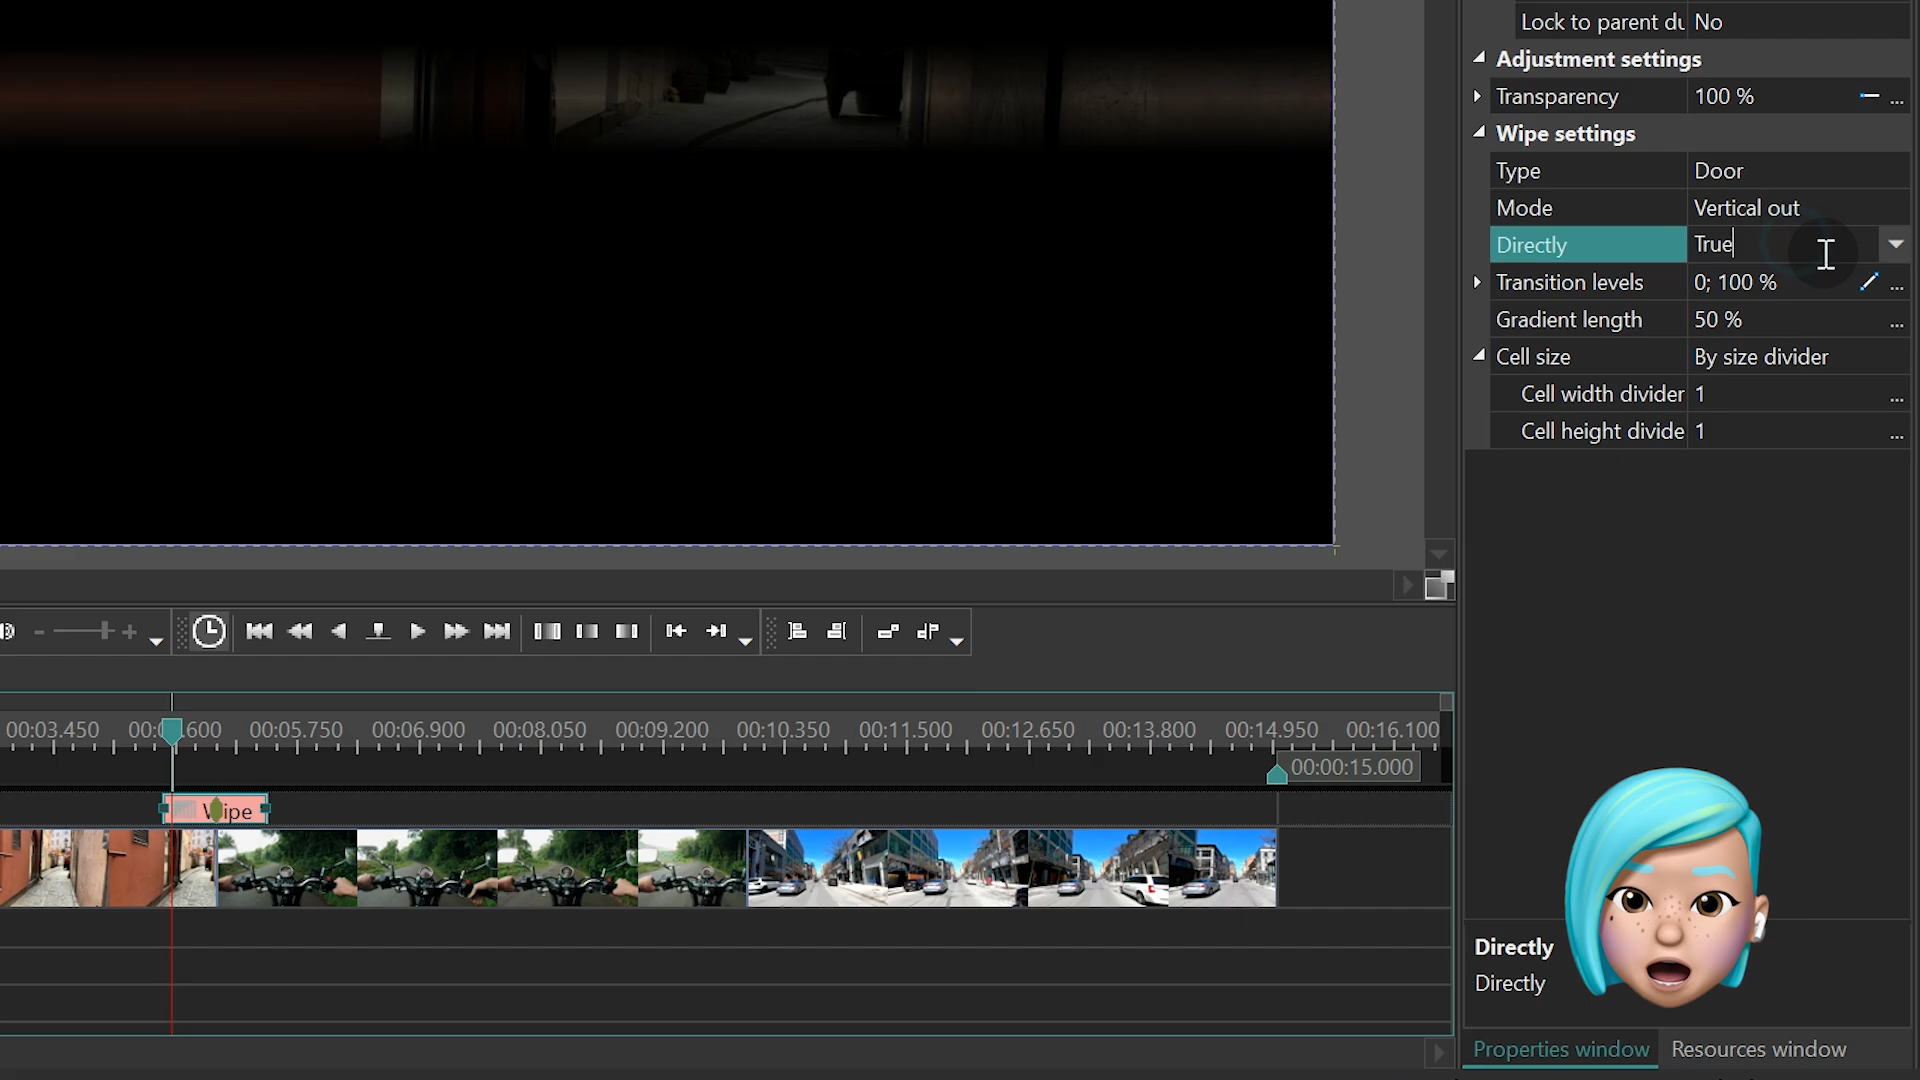 Lock to parent du No
Adjustment settings
Transparency 100 % ...
Wipe settings
Type Door
Mode Vertical out
Directly True
Transition levels 0; 100 % ...
Gradient length 50 % ...
Cell size By size divider
Cell width divider 1 ...
Cell height divide 1 ...
00:03.450 00:0 .600 00:05.750 00:06.900 00:08.050 00:09.200 00:10.350 00:11.500 00:12.650 00:13.800 00:14.950 00:16.100
00:00:15.000
Wipe
Directly
Directly
Properties window Resources window